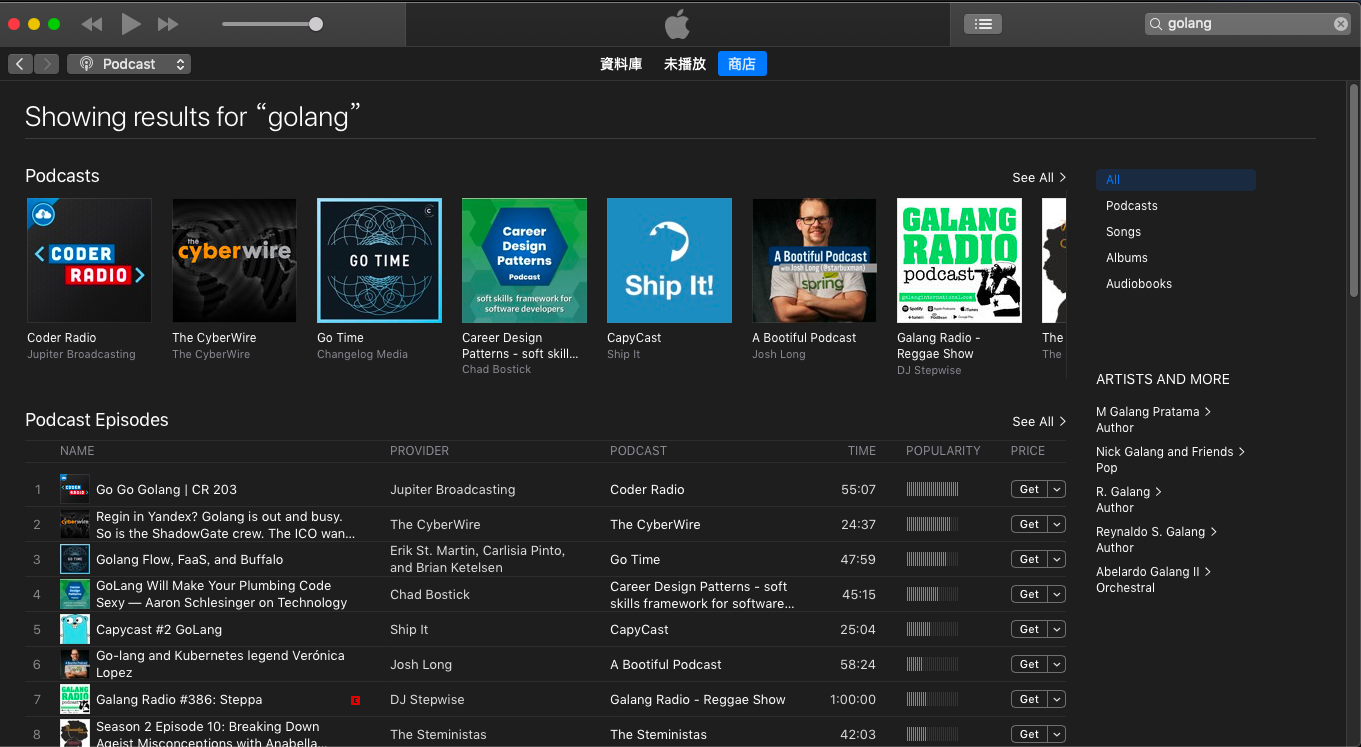 golang
Podcast
資料庫 未播放 商店
Showing results for “golang”
Podcasts
See All
< CODER
RADIO >
the
cyberwire
GO TIME
Career
Design
Patterns
Podcast
soft skills framework for
software developers
Ship It!
A Bootiful Podcast
with Josh Long (@starbuxman)
spring
GALANG
RADIO
podcast
galanginternational.com
Coder Radio
Jupiter Broadcasting
The CyberWire
The CyberWire
Go Time
Changelog Media
Career Design
Patterns - soft skill...
Chad Bostick
CapyCast
Ship It
A Bootiful Podcast
Josh Long
Galang Radio -
Reggae Show
DJ Stepwise
The
The
All
Podcasts
Songs
Albums
Audiobooks
ARTISTS AND MORE
M Galang Pratama >
Author
Nick Galang and Friends >
Pop
R. Galang >
Author
Reynaldo S. Galang >
Author
Abelardo Galang II >
Orchestral
Podcast Episodes
See All
NAME PROVIDER PODCAST TIME POPULARITY PRICE
1 Go Go Golang | CR 203 Jupiter Broadcasting Coder Radio 55:07 Get
2 Regin in Yandex? Golang is out and busy.
So is the ShadowGate crew. The ICO wan... The CyberWire The CyberWire 24:37 Get
3 Golang Flow, FaaS, and Buffalo Erik St. Martin, Carlisia Pinto,
and Brian Ketelsen Go Time 47:59 Get
4 GoLang Will Make Your Plumbing Code
Sexy — Aaron Schlesinger on Technology Chad Bostick Career Design Patterns - soft
skills framework for software... 45:15 Get
5 Capycast #2 GoLang Ship It CapyCast 25:04 Get
6 Go-lang and Kubernetes legend Verónica
Lopez Josh Long A Bootiful Podcast 58:24 Get
7 Galang Radio #386: Steppa E DJ Stepwise Galang Radio - Reggae Show 1:00:00 Get
8 Season 2 Episode 10: Breaking Down
Ageist Misconceptions with Anabella... The Steministas The Steministas 42:03 Get